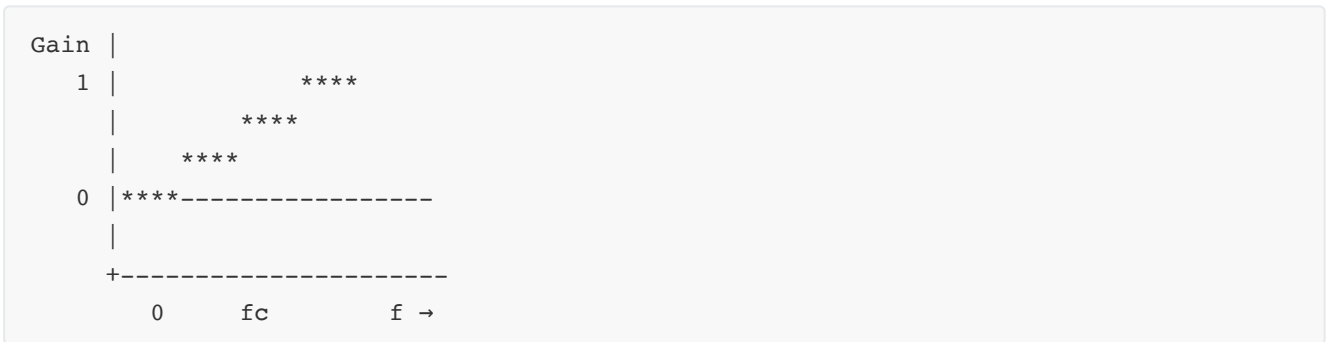 Gain |
   1 |            ****
     |        ****
     |    ****
   0 |****-----------------
     |
     +----------------------
        0     fc        f →